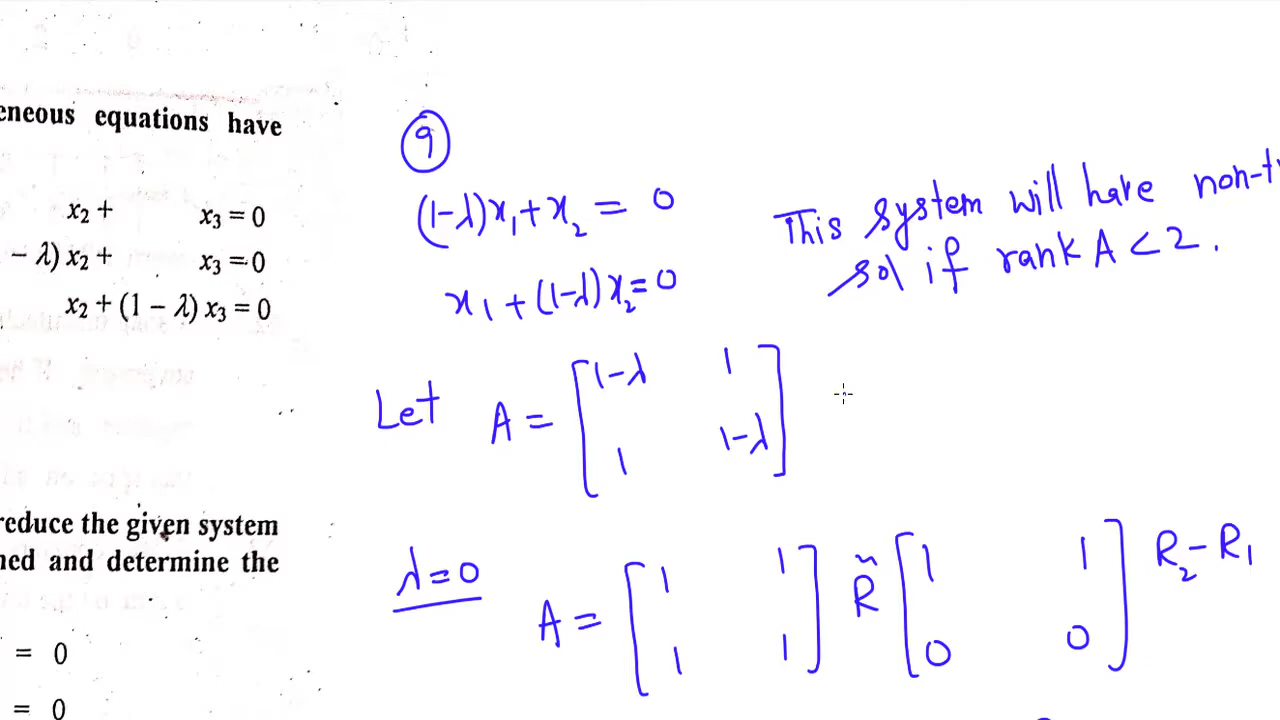 eneous equations have
x₂ + x₃ = 0
− λ) x₂ + x₃ = 0
x₂ + (1 − λ) x₃ = 0
reduce the given system
ned and determine the
= 0
= 0
⑨
(1-λ)x₁ + x₂ = 0
x₁ + (1-λ)x₂ = 0
This system will have non-t
sol if rank A < 2.
Let A = [1-λ 1
1 1-λ]
λ=0
A = [1 1
1 1] R̃ [1 1
0 0] R₂-R₁